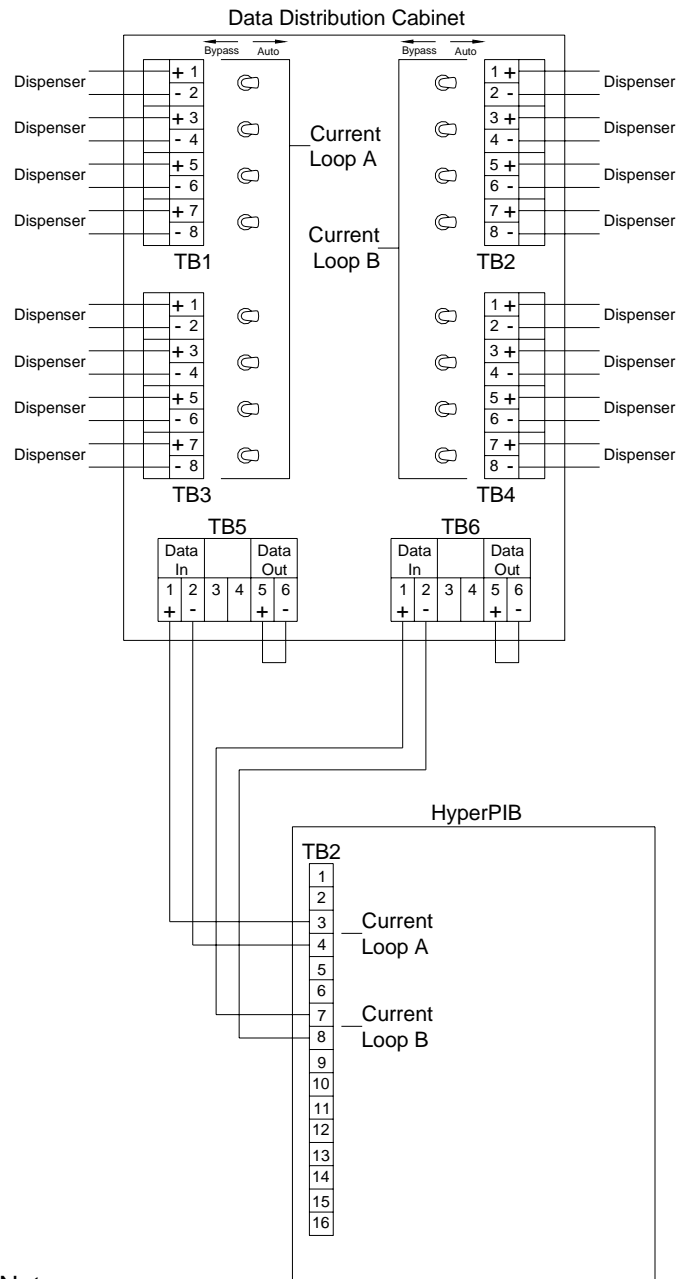 Data Distribution Cabinet
Bypass Auto
Bypass Auto
Dispenser + 1
- 2
Dispenser + 3
- 4
Dispenser + 5
- 6
Dispenser + 7
- 8
TB1
Current
Loop A
1 + Dispenser
2 -
3 + Dispenser
4 -
5 + Dispenser
6 -
7 + Dispenser
8 -
TB2
Current
Loop B
Dispenser + 1
- 2
Dispenser + 3
- 4
Dispenser + 5
- 6
Dispenser + 7
- 8
TB3
1 + Dispenser
2 -
3 + Dispenser
4 -
5 + Dispenser
6 -
7 + Dispenser
8 -
TB4
TB5
Data In Data Out
1 2 3 4 5 6
+ - + -
TB6
Data In Data Out
1 2 3 4 5 6
+ - + -
HyperPIB
TB2
1
2
3
4
Current
Loop A
5
6
7
8
Current
Loop B
9
10
11
12
13
14
15
16